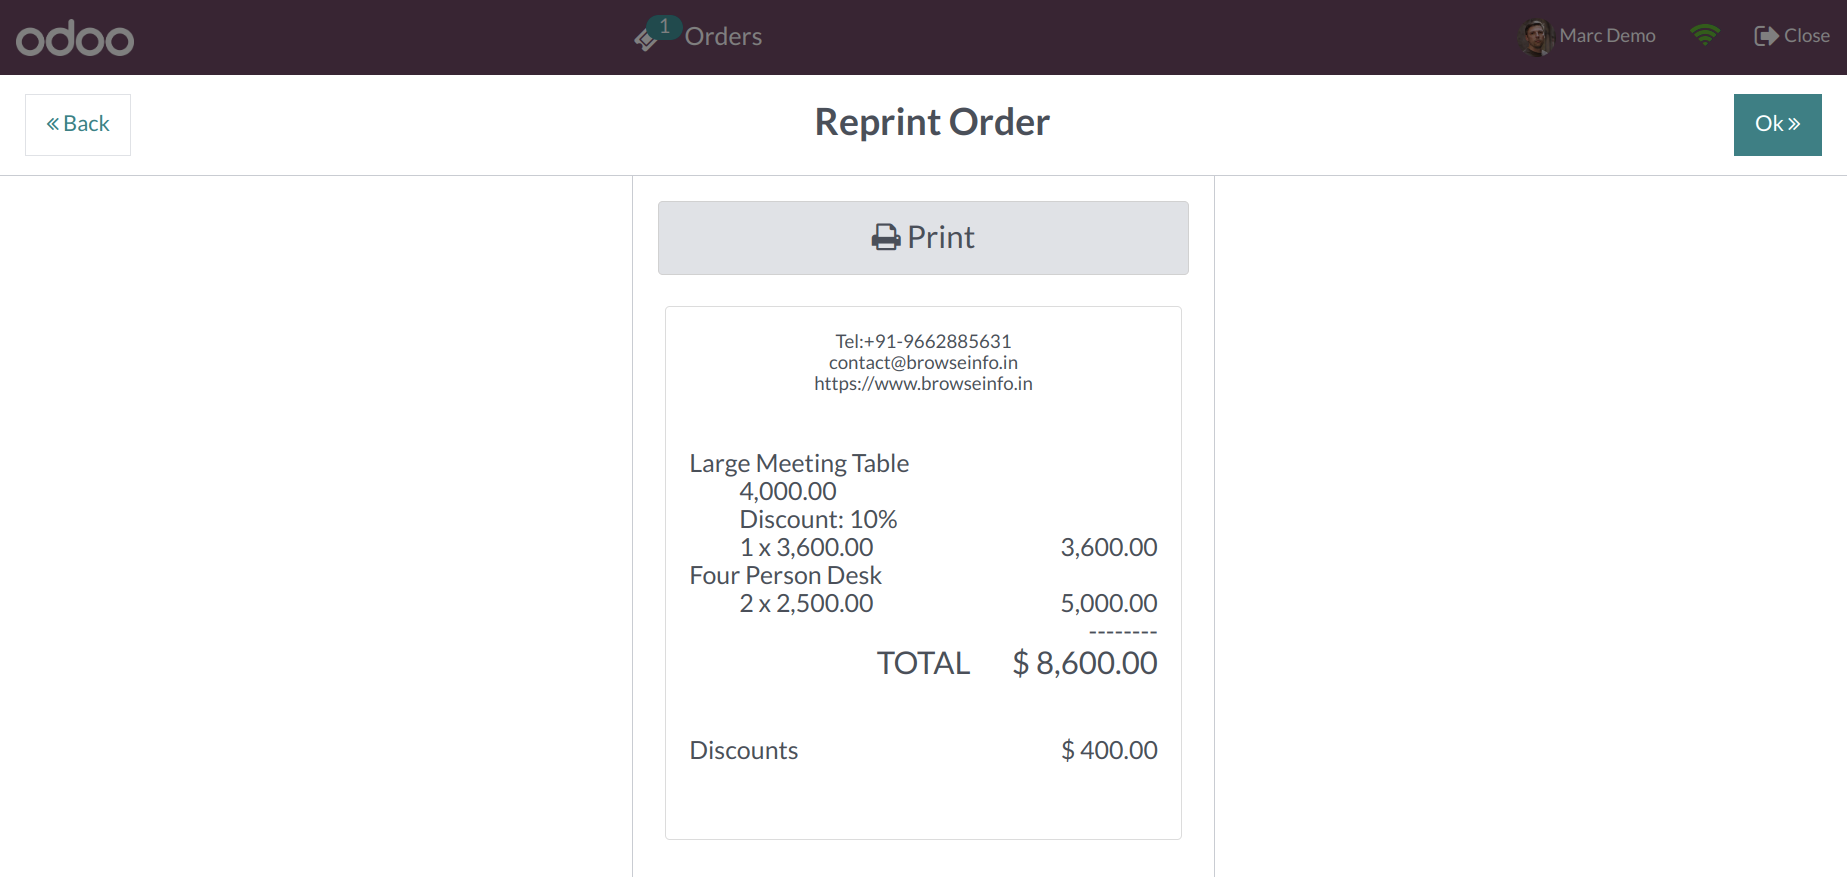 odoo
1 Orders
Marc Demo
Close
Back
Reprint Order
Ok
Print
Tel:+91-9662885631
contact@browseinfo.in
https://www.browseinfo.in
Large Meeting Table
4,000.00
Discount: 10%
1 x 3,600.00 3,600.00
Four Person Desk
2 x 2,500.00 5,000.00
--------
TOTAL $ 8,600.00
Discounts $ 400.00